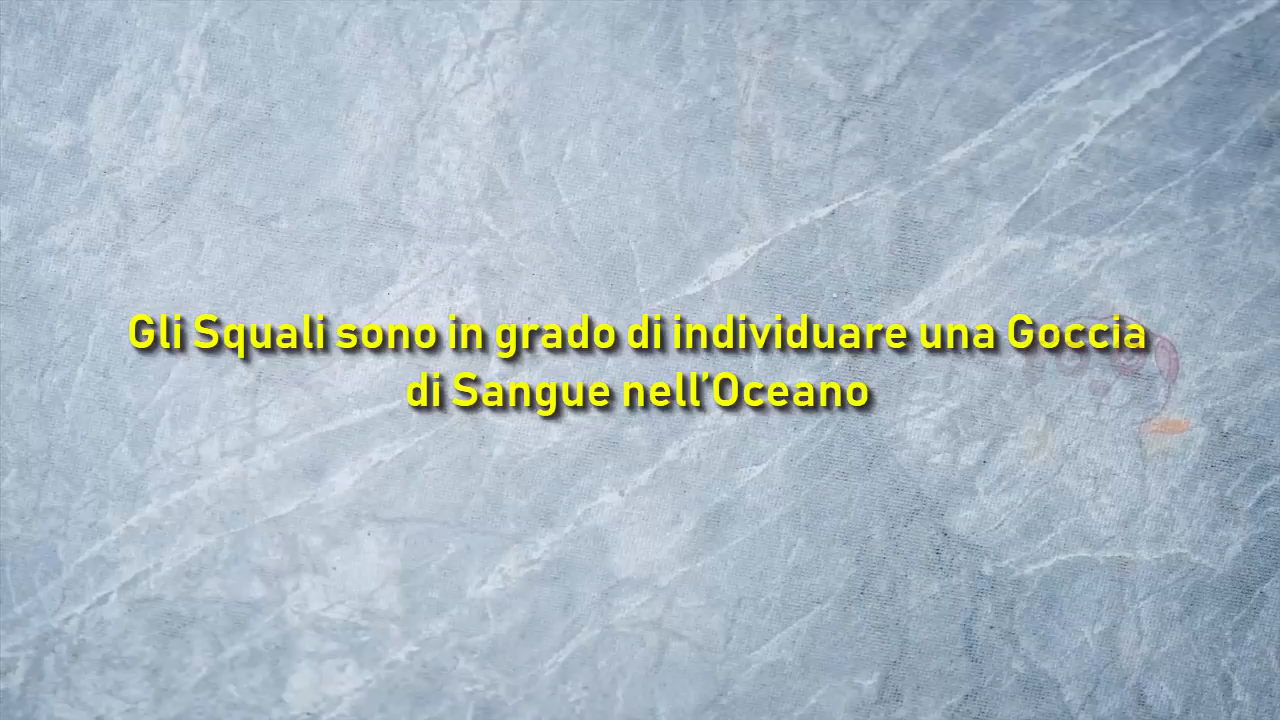 Gli Squali sono in grado di individuare una Goccia
di Sangue nell’Oceano